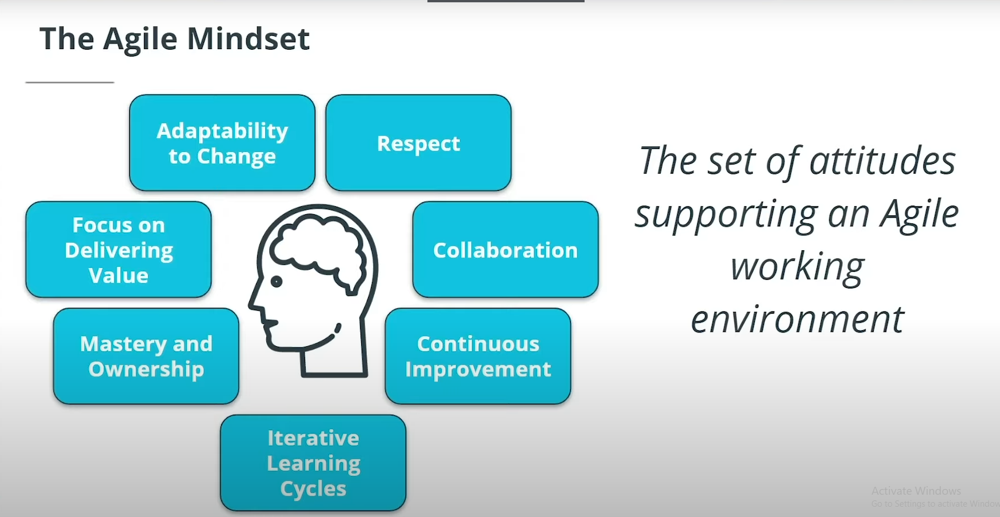 The Agile Mindset
Adaptability
to Change
Respect
Focus on
Delivering
Value
Collaboration
Mastery and
Ownership
Continuous
Improvement
Iterative
Learning
Cycles
The set of attitudes
supporting an Agile
working
environment
Activate Windows
Go to Settings to activate Window